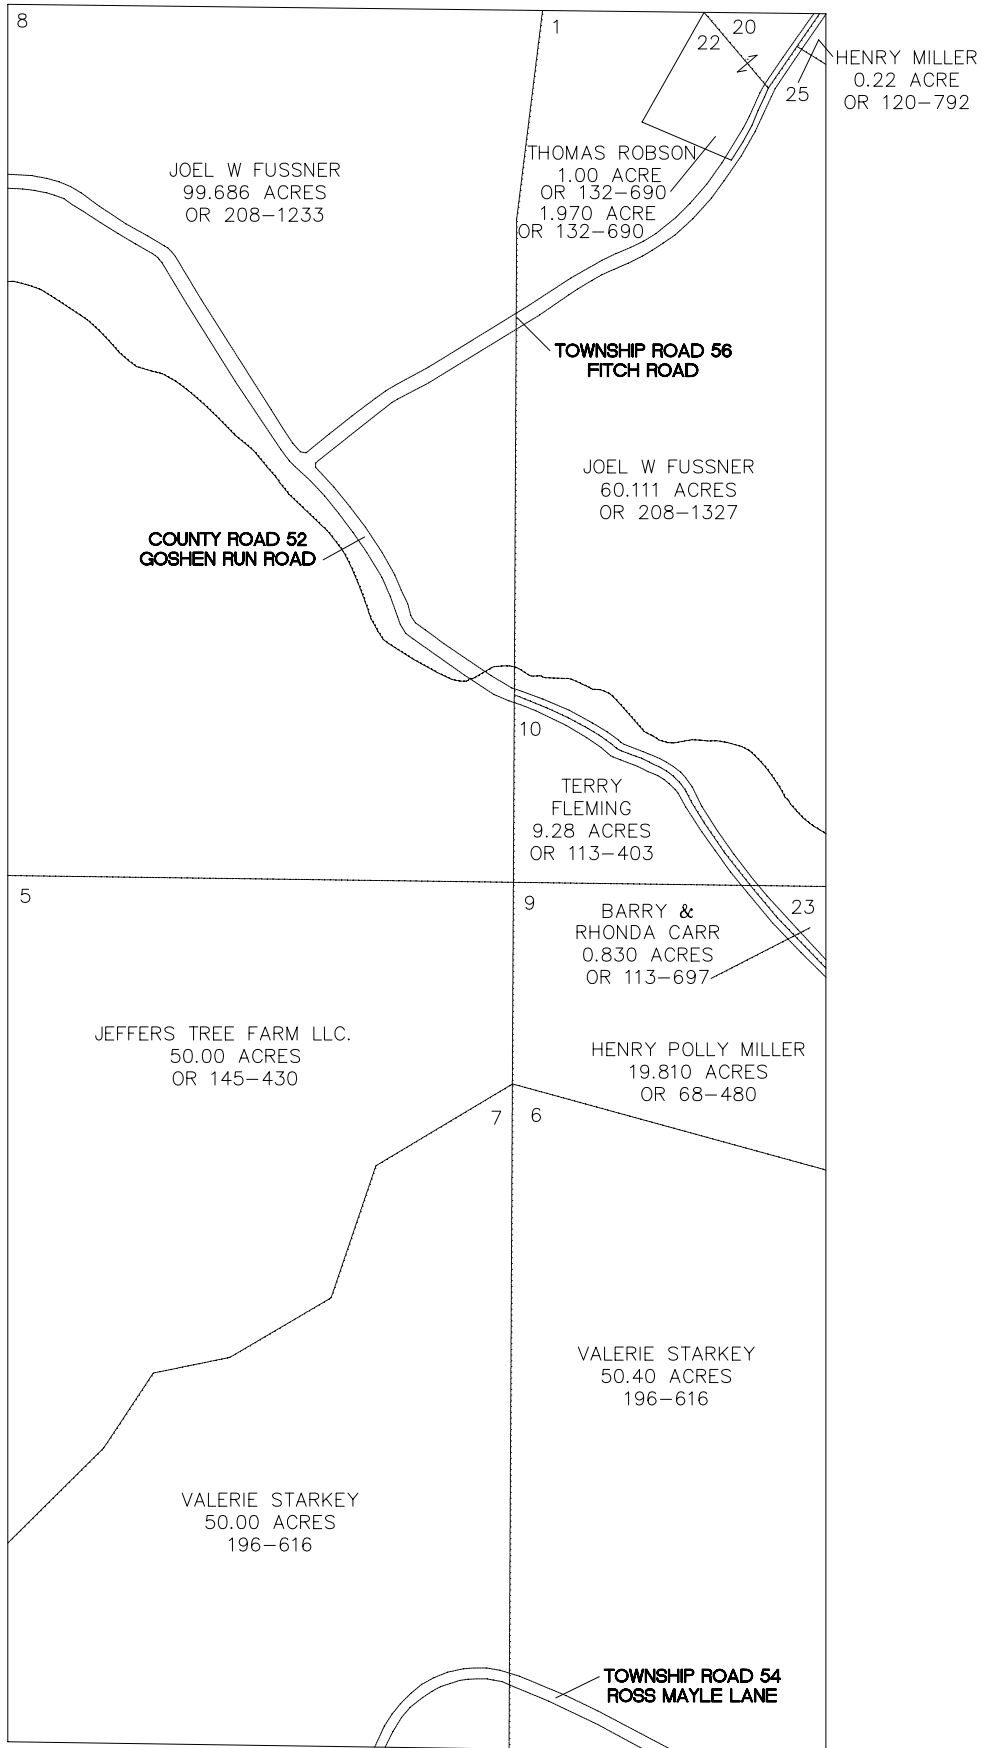 8
1
20
22
25
HENRY MILLER
0.22 ACRE
OR 120-792
JOEL W FUSSNER
99.686 ACRES
OR 208-1233
THOMAS ROBSON
1.00 ACRE
OR 132-690
1.970 ACRE
OR 132-690
TOWNSHIP ROAD 56
FITCH ROAD
JOEL W FUSSNER
60.111 ACRES
OR 208-1327
COUNTY ROAD 52
GOSHEN RUN ROAD
10
TERRY
FLEMING
9.28 ACRES
OR 113-403
5
9
23
BARRY &
RHONDA CARR
0.830 ACRES
OR 113-697
JEFFERS TREE FARM LLC.
50.00 ACRES
OR 145-430
HENRY POLLY MILLER
19.810 ACRES
OR 68-480
7
6
VALERIE STARKEY
50.40 ACRES
196-616
VALERIE STARKEY
50.00 ACRES
196-616
TOWNSHIP ROAD 54
ROSS MAYLE LANE